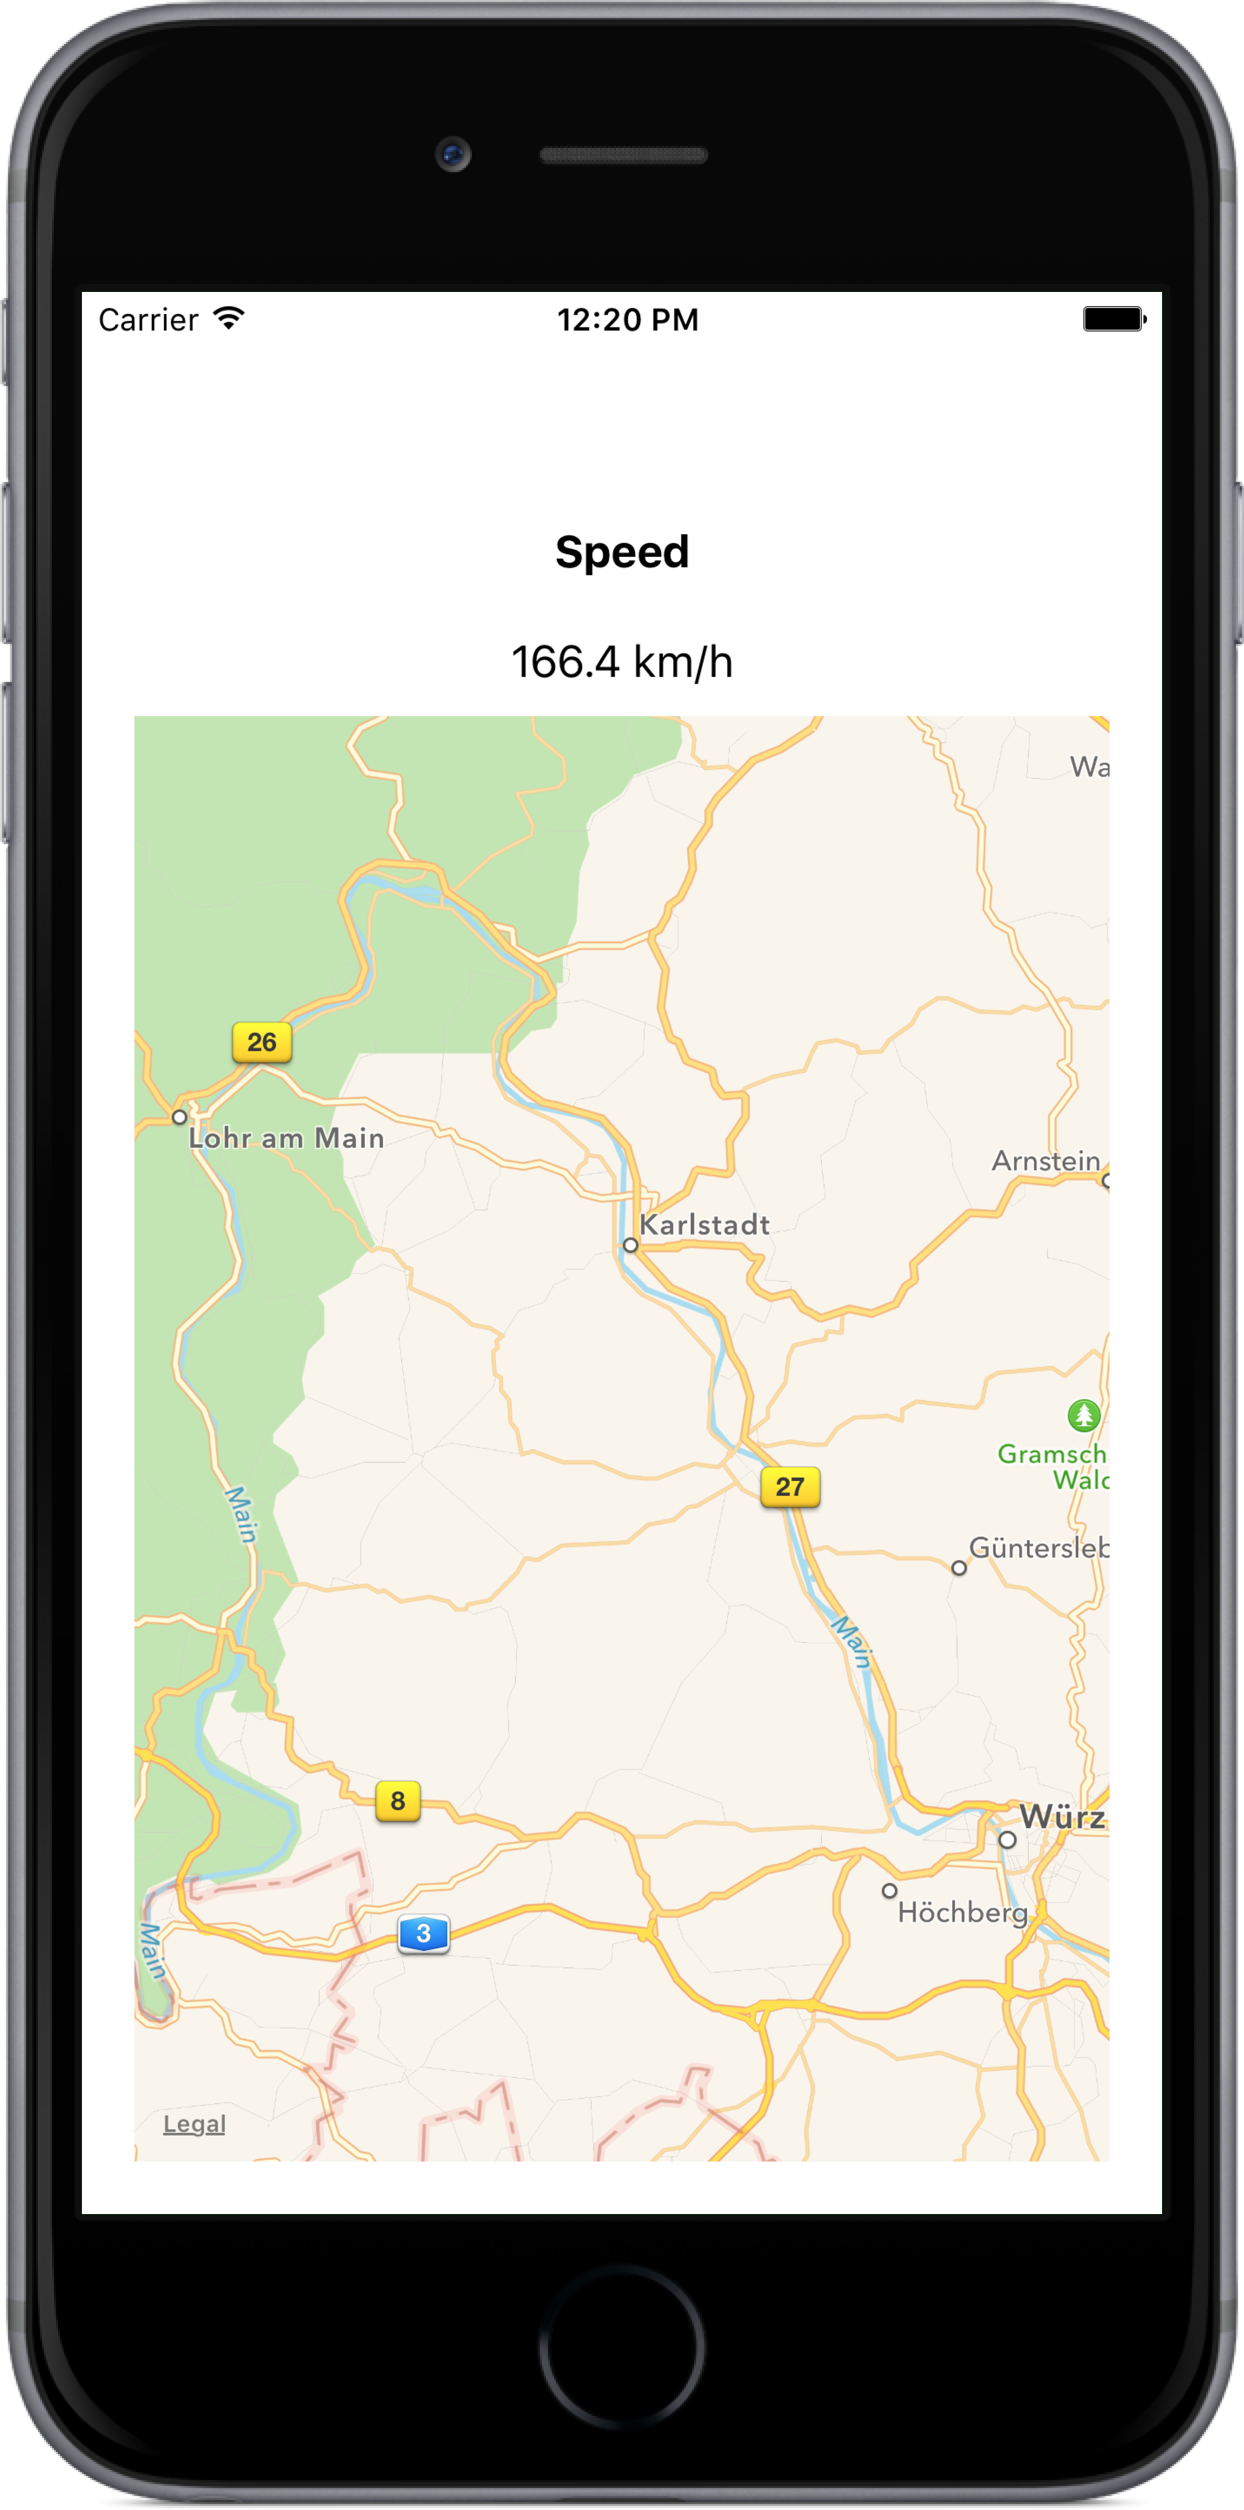 Carrier
12:20 PM
Speed
166.4 km/h
Wa
26
Lohr am Main
Arnstein
Karlstadt
Gramsch
Walc
27
Güntersleb
Main
Main
8
Würz
Höchberg
3
Main
Legal